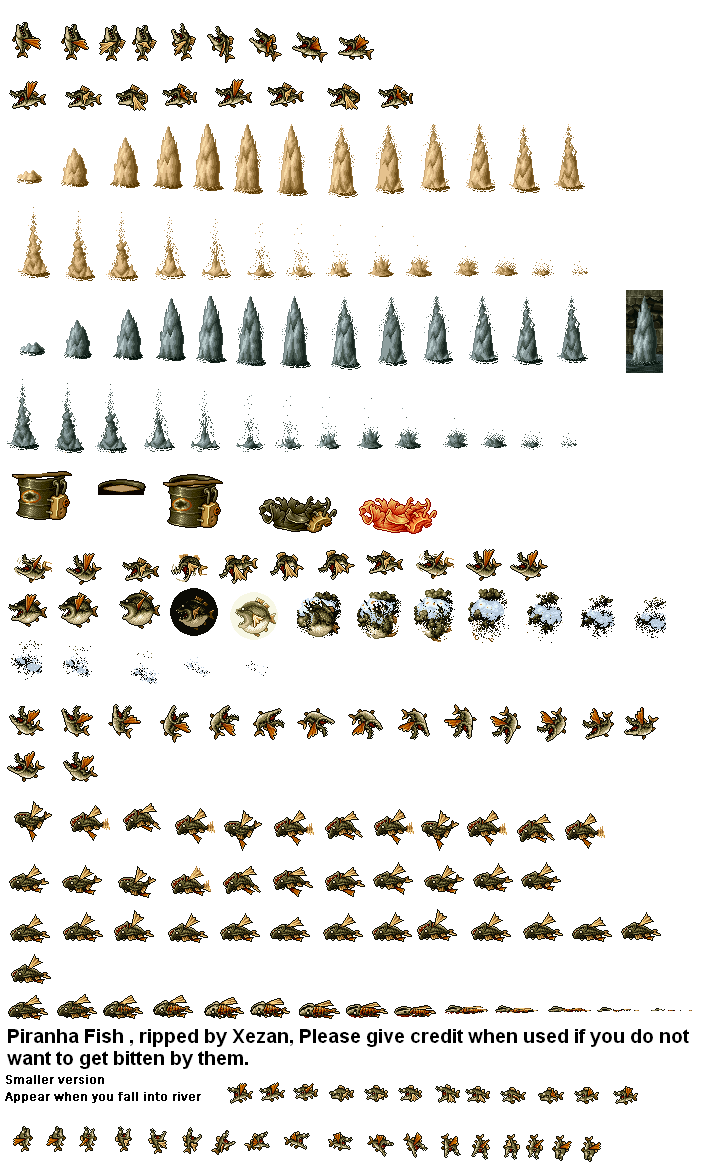 Piranha Fish , ripped by Xezan, Please give credit when used if you do not
want to get bitten by them.
Smaller version
Appear when you fall into river